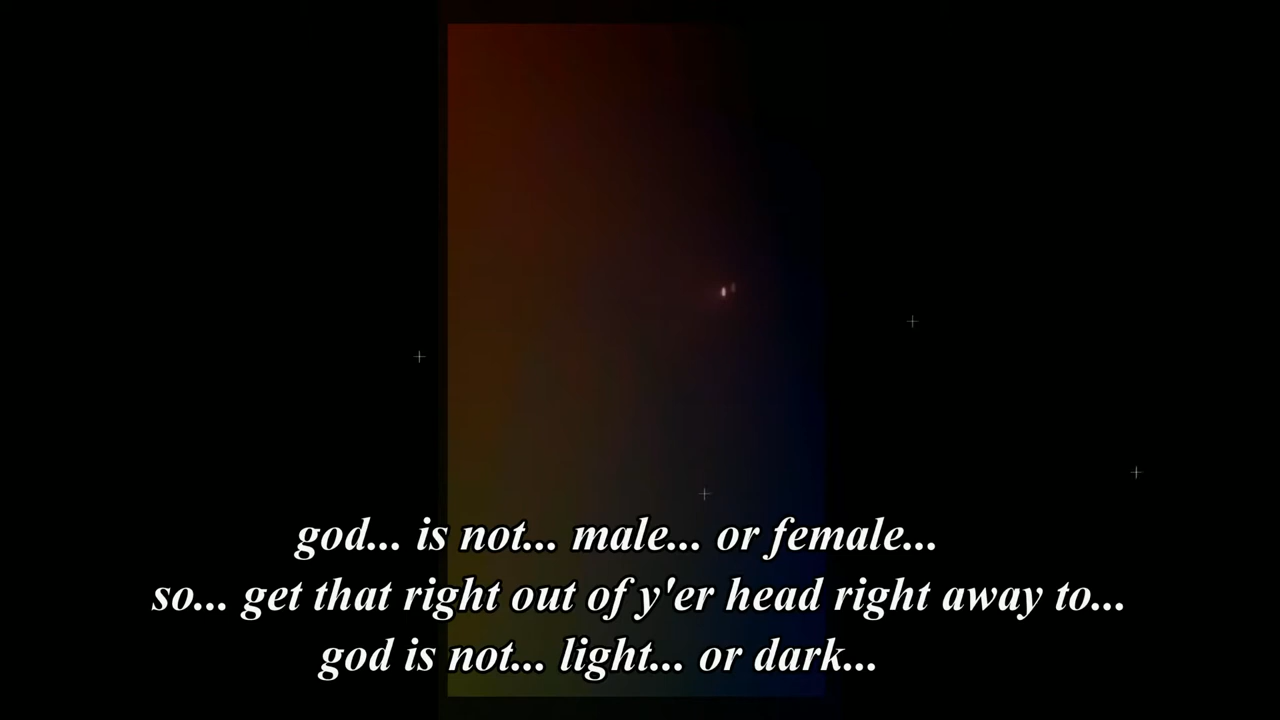 god... is not... male... or female...
so... get that right out of y'er head right away to...
god is not... light... or dark...